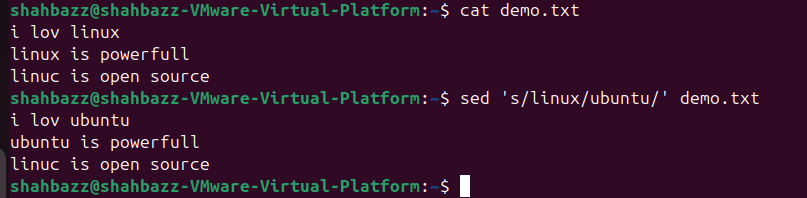 shahbazz@shahbazz-VMware-Virtual-Platform:~$ cat demo.txt
i lov linux
linux is powerfull
linuc is open source
shahbazz@shahbazz-VMware-Virtual-Platform:~$ sed 's/linux/ubuntu/' demo.txt
i lov ubuntu
ubuntu is powerfull
linuc is open source
shahbazz@shahbazz-VMware-Virtual-Platform:~$